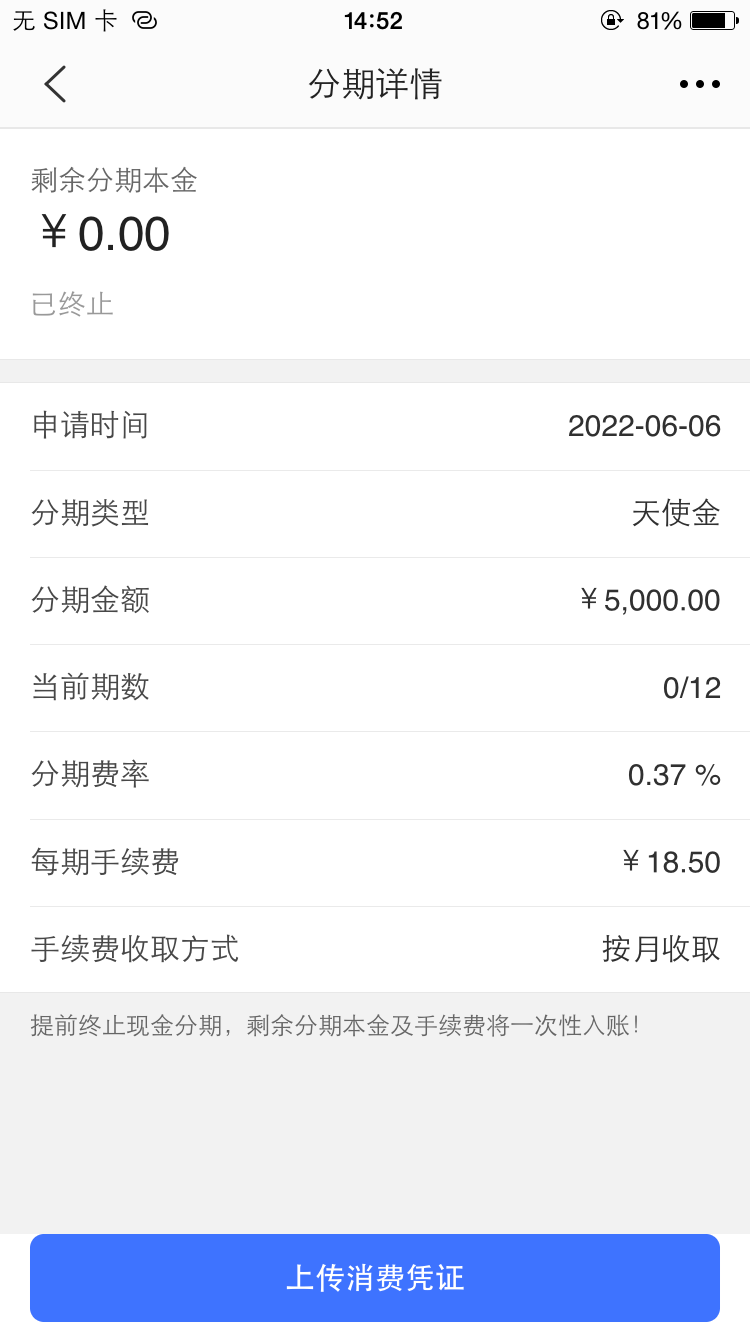 无 SIM 卡 14:52 81%
分期详情
剩余分期本金
￥0.00
已终止
申请时间 2022-06-06
分期类型 天使金
分期金额 ￥5,000.00
当前期数 0/12
分期费率 0.37 %
每期手续费 ￥18.50
手续费收取方式 按月收取
提前终止现金分期，剩余分期本金及手续费将一次性入账！
上传消费凭证